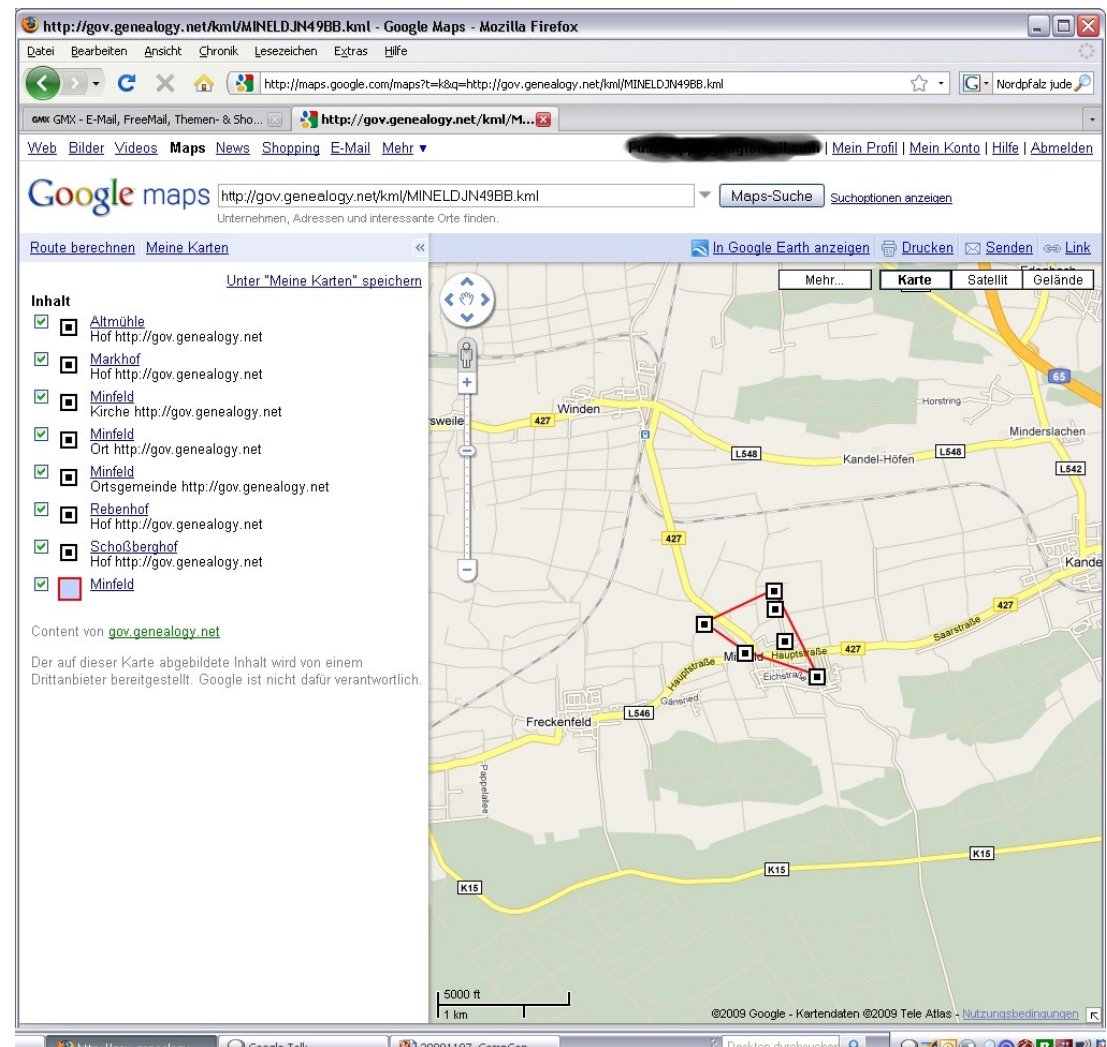 http://gov.genealogy.net/kml/MINELDJN49BB.kml - Google Maps - Mozilla Firefox
Datei Bearbeiten Ansicht Chronik Lesezeichen Extras Hilfe
http://maps.google.com/maps?t=k&q=http://gov.genealogy.net/kml/MINELDJN49BB.kml
Nordpfalz jude
GMX GMX - E-Mail, FreeMail, Themen- & Sho...
http://gov.genealogy.net/kml/M...
Web Bilder Videos Maps News Shopping E-Mail Mehr
| Mein Profil | Mein Konto | Hilfe | Abmelden
Google maps
http://gov.genealogy.net/kml/MINELDJN49BB.kml
Maps-Suche
Suchoptionen anzeigen
Unternehmen, Adressen und interessante Orte finden.
Route berechnen Meine Karten «
In Google Earth anzeigen Drucken Senden Link
Unter "Meine Karten" speichern
Inhalt
Altmühle
Hof http://gov.genealogy.net
Markhof
Hof http://gov.genealogy.net
Minfeld
Kirche http://gov.genealogy.net
Minfeld
Ort http://gov.genealogy.net
Minfeld
Ortsgemeinde http://gov.genealogy.net
Rebenhof
Hof http://gov.genealogy.net
Schoßberghof
Hof http://gov.genealogy.net
Minfeld
Content von gov.genealogy.net
Der auf dieser Karte abgebildete Inhalt wird von einem
Drittanbieter bereitgestellt. Google ist nicht dafür verantwortlich.
Mehr... Karte Satellit Gelände
65
Horstring
Winden
sweile
427
Minderslachen
L548
Kandel-Höfen
L548
L542
427
Kande
427
Saarstraße
Hauptstraße
427
Hauptstraße
Eichstraße
Gänsried
L546
Freckenfeld
Pappelallee
K15
K15
K15
5000 ft
1 km
©2009 Google - Kartendaten ©2009 Tele Atlas - Nutzungsbedingungen
Google Talk
Desktop durchsuchen